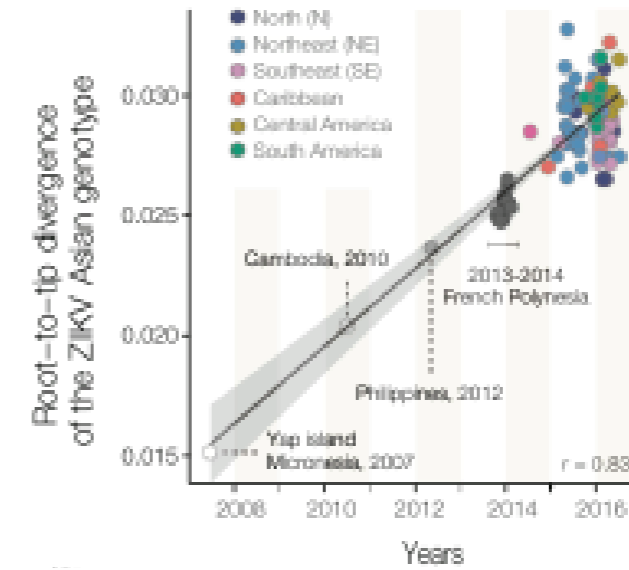 North (N)
Northeast (NE)
Southeast (SE)
Caribbean
Central America
South America
Root-to-tip divergence
of the ZIKV Asian genotype
0.030
0.025
0.020
0.015
Cambodia, 2010
2013-2014
French Polynesia
Philippines, 2012
Yap island
Micronesia, 2007
r = 0.83
2008 2010 2012 2014 2016
Years